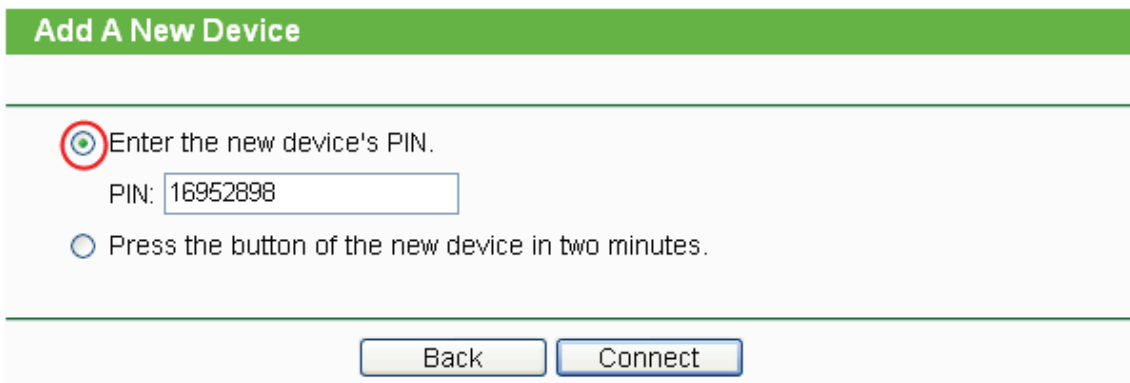 Add A New Device
Enter the new device's PIN.
PIN: 16952898
Press the button of the new device in two minutes.
Back Connect